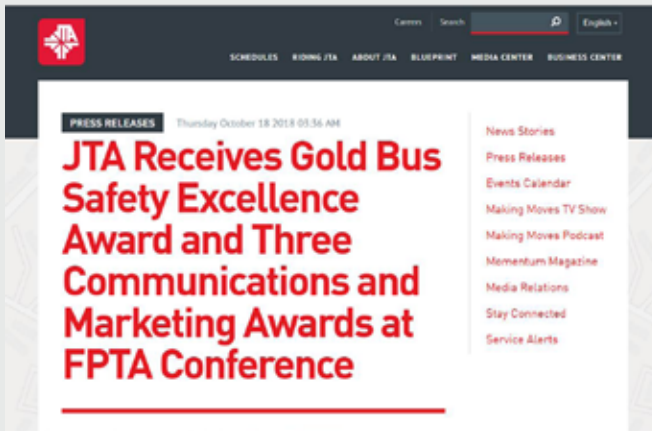 JTA
Careers Search English
SCHEDULES RIDING JTA ABOUT JTA BLUEPRINT MEDIA CENTER BUSINESS CENTER
PRESS RELEASES Thursday October 18 2018 03:36 AM
JTA Receives Gold Bus
Safety Excellence
Award and Three
Communications and
Marketing Awards at
FPTA Conference
News Stories
Press Releases
Events Calendar
Making Moves TV Show
Making Moves Podcast
Momentum Magazine
Media Relations
Stay Connected
Service Alerts